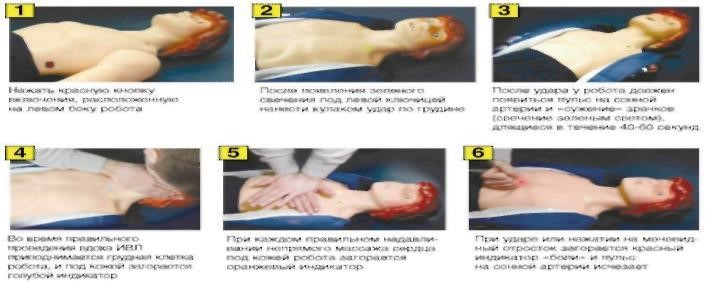 1
Нажать красную кнопку
включения, расположенную
на левом боку робота
2
После появления зеленого
свечения под левой ключицей
нанести кулаком удар по грудине
3
После удара у робота должен
появиться пульс на сонной
артерии и «сужение» зрачков
(свечение зеленым светом),
длящиеся в течение 40-60 секунд
4
Во время правильного
проведения вдоха ИВЛ
приподнимается грудная клетка
робота, и под кожей загорается
голубой индикатор
5
При каждом правильном надавли-
вании непрямого массажа сердца
под кожей робота загорается
оранжевый индикатор
6
При ударе или нажатии на мечевид-
ный отросток загорается красный
индикатор «боли» и пульс
на сонной артерии исчезает